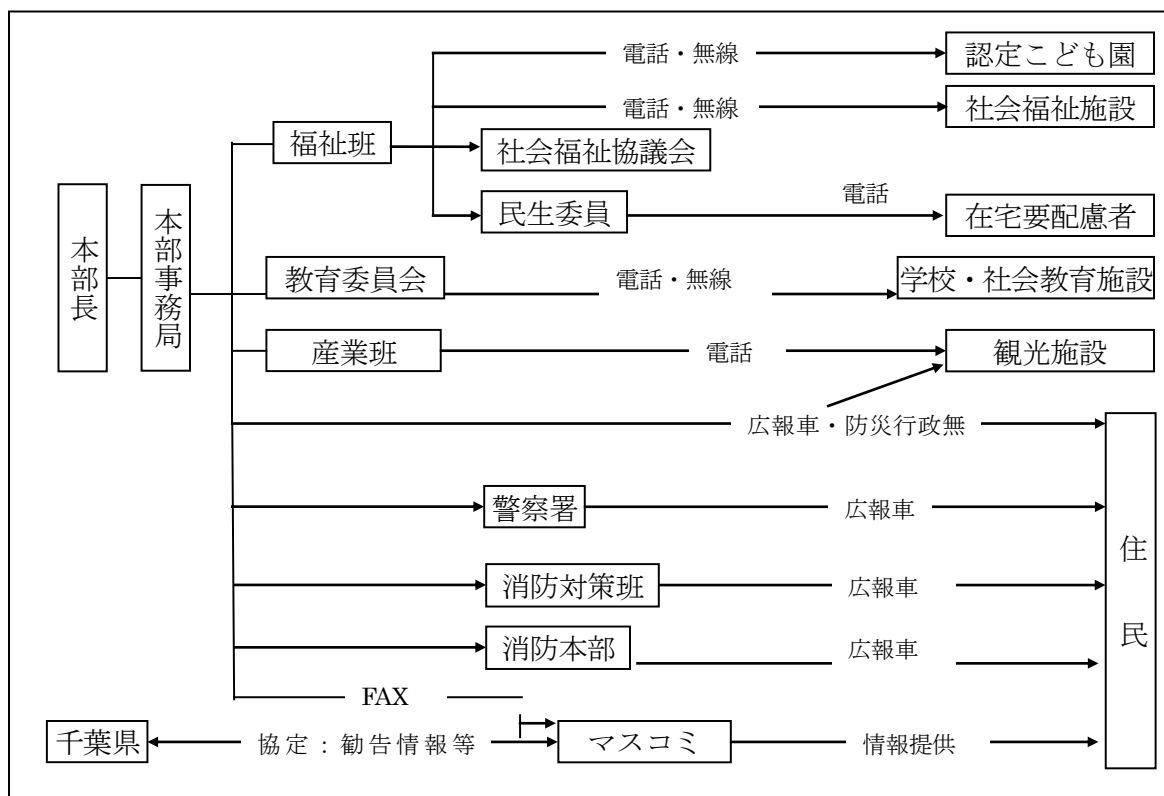 電話・無線
認定こども園
電話・無線
社会福祉施設
福祉班
社会福祉協議会
民生委員
電話
在宅要配慮者
本部長
本部事務局
教育委員会
電話・無線
学校・社会教育施設
産業班
電話
観光施設
広報車・防災行政無
警察署
広報車
住民
消防対策班
広報車
消防本部
広報車
FAX
千葉県
協定：勧告情報等
マスコミ
情報提供